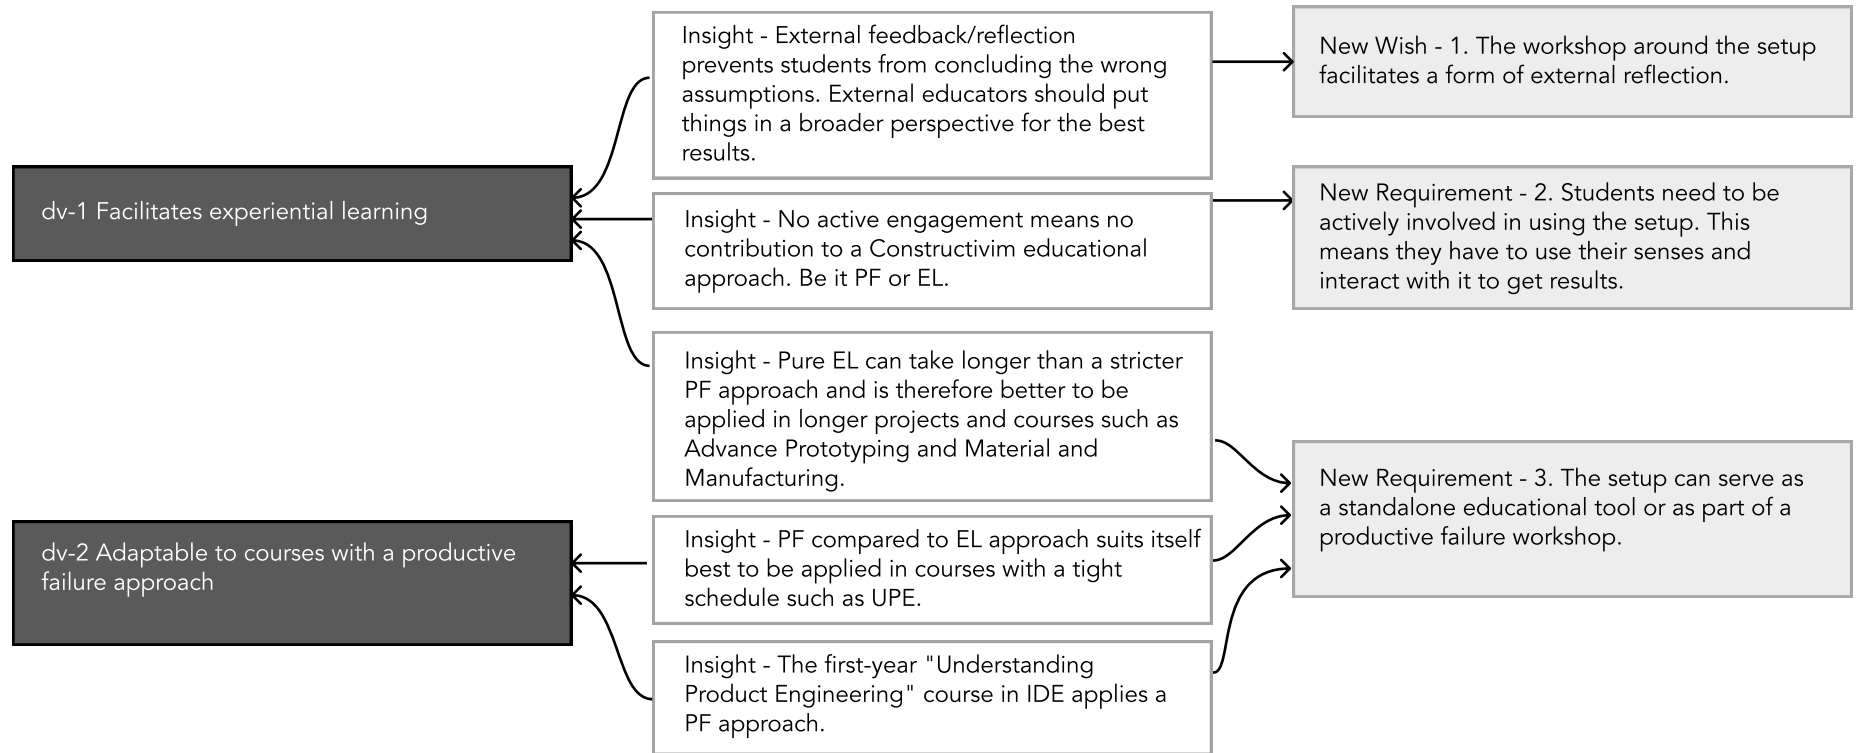 Insight - External feedback/reflection
prevents students from concluding the wrong
assumptions. External educators should put
things in a broader perspective for the best
results.
New Wish - 1. The workshop around the setup
facilitates a form of external reflection.
dv-1 Facilitates experiential learning
Insight - No active engagement means no
contribution to a Constructivim educational
approach. Be it PF or EL.
New Requirement - 2. Students need to be
actively involved in using the setup. This
means they have to use their senses and
interact with it to get results.
Insight - Pure EL can take longer than a stricter
PF approach and is therefore better to be
applied in longer projects and courses such as
Advance Prototyping and Material and
Manufacturing.
dv-2 Adaptable to courses with a productive
failure approach
Insight - PF compared to EL approach suits itself
best to be applied in courses with a tight
schedule such as UPE.
New Requirement - 3. The setup can serve as
a standalone educational tool or as part of a
productive failure workshop.
Insight - The first-year "Understanding
Product Engineering" course in IDE applies a
PF approach.